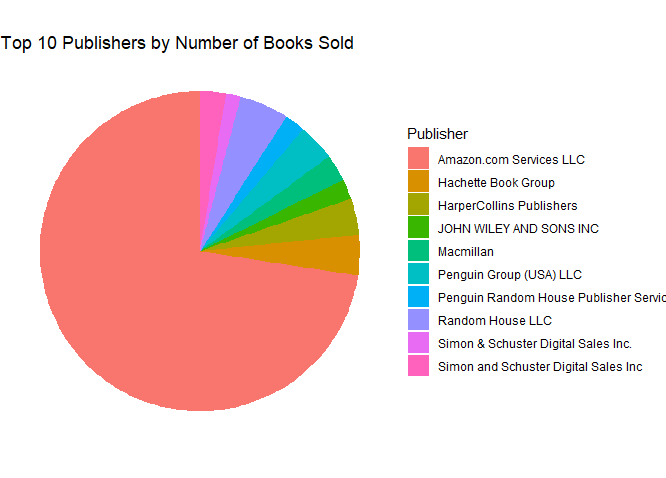 Top 10 Publishers by Number of Books Sold
Publisher
Amazon.com Services LLC
Hachette Book Group
HarperCollins Publishers
JOHN WILEY AND SONS INC
Macmillan
Penguin Group (USA) LLC
Penguin Random House Publisher Servic
Random House LLC
Simon & Schuster Digital Sales Inc.
Simon and Schuster Digital Sales Inc